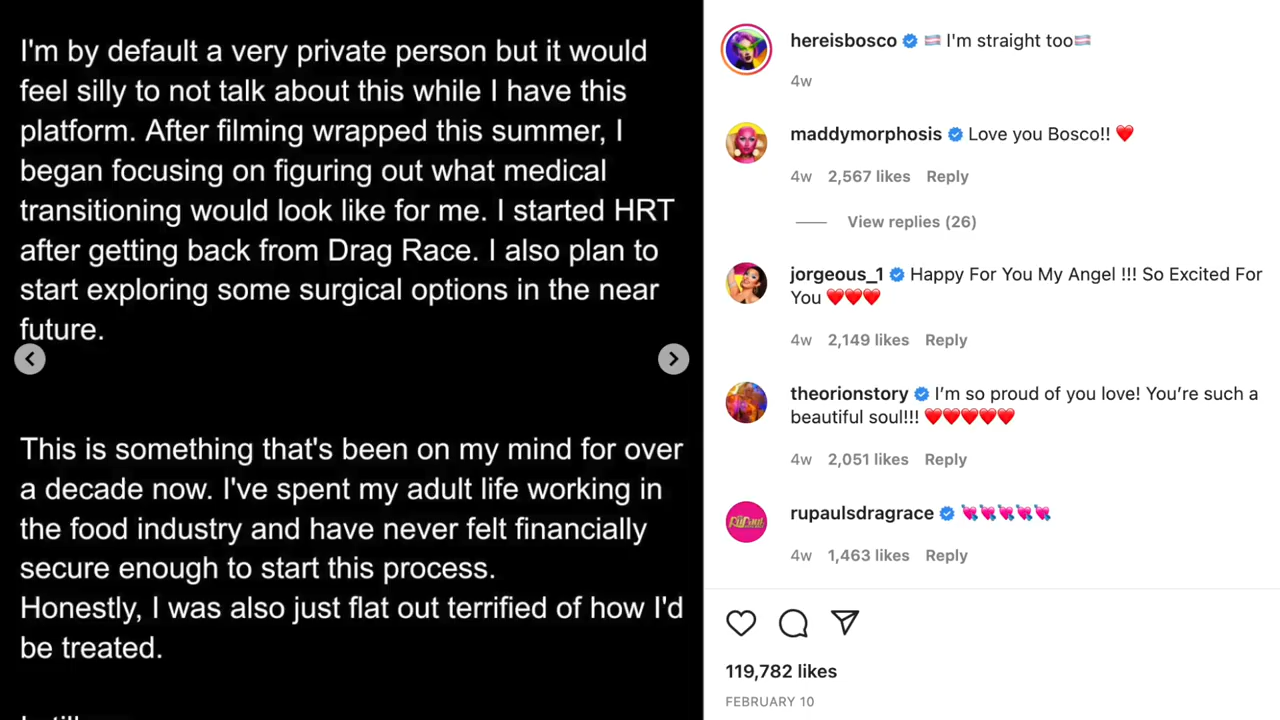 I'm by default a very private person but it would
feel silly to not talk about this while I have this
platform. After filming wrapped this summer, I
began focusing on figuring out what medical
transitioning would look like for me. I started HRT
after getting back from Drag Race. I also plan to
start exploring some surgical options in the near
future.
This is something that's been on my mind for over
a decade now. I've spent my adult life working in
the food industry and have never felt financially
secure enough to start this process.
Honestly, I was also just flat out terrified of how I'd
be treated.
hereisbosco 🏳️‍⚧️ I'm straight too🏳️‍⚧️
4w
maddymorphosis Love you Bosco!! ❤️
4w 2,567 likes Reply
View replies (26)
jorgeous_1 Happy For You My Angel !!! So Excited For
You ❤️❤️❤️
4w 2,149 likes Reply
theorionstory I’m so proud of you love! You’re such a
beautiful soul!!! ❤️❤️❤️❤️❤️
4w 2,051 likes Reply
rupaulsdragrace 💘💘💘💘💘
4w 1,463 likes Reply
119,782 likes
FEBRUARY 10